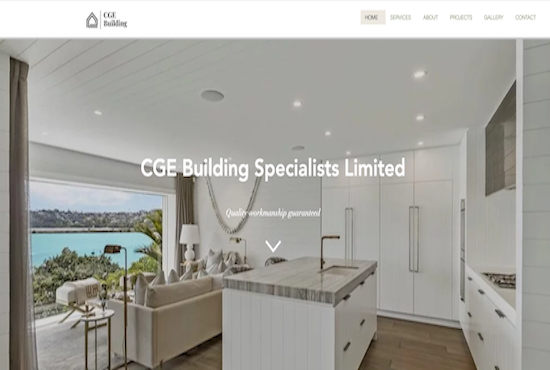 CGE
Building
HOME SERVICES ABOUT PROJECTS GALLERY CONTACT
CGE Building Specialists Limited
Quality workmanship guaranteed